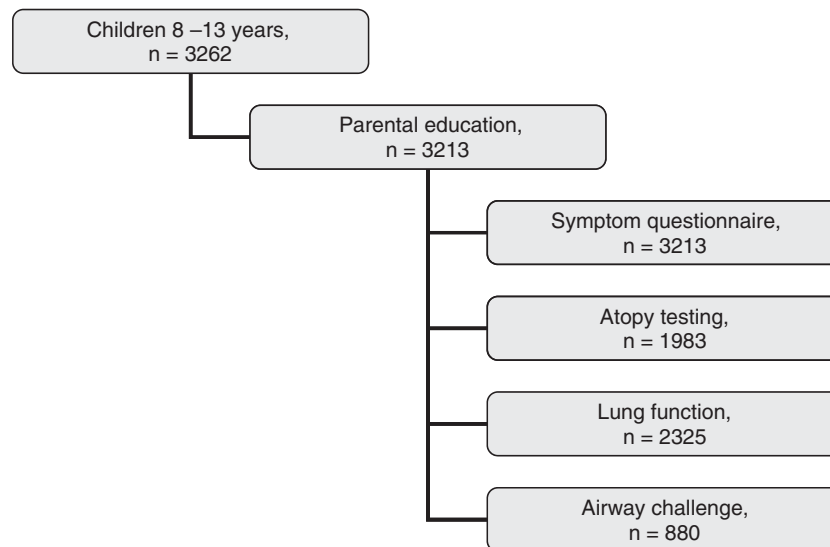 Children 8 –13 years,
n = 3262
Parental education,
n = 3213
Symptom questionnaire,
n = 3213
Atopy testing,
n = 1983
Lung function,
n = 2325
Airway challenge,
n = 880